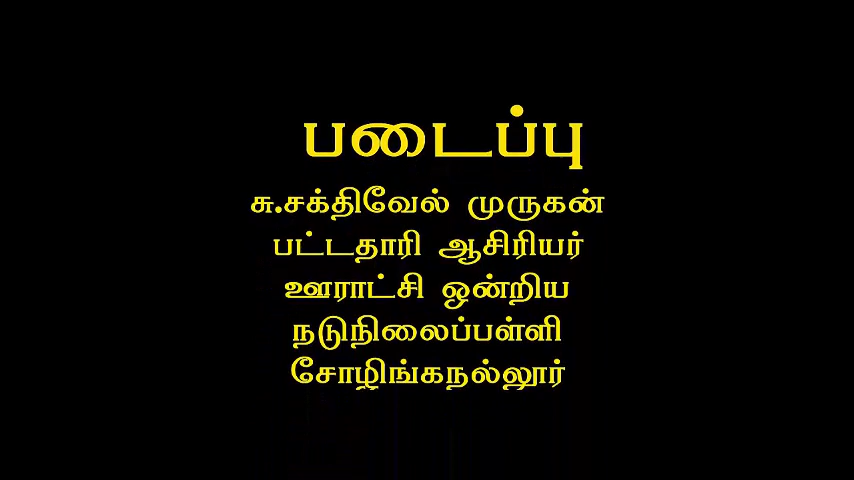 படைப்பு
சு.சக்திவேல் முருகன்
பட்டதாரி ஆசிரியர்
ஊராட்சி ஒன்றிய
நடுநிலைப்பள்ளி
சோழிங்கநல்லூர்